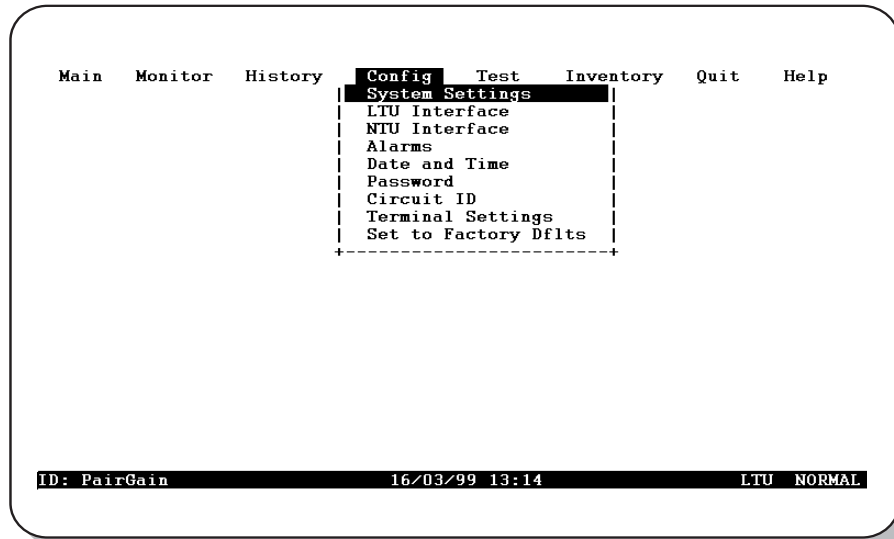 Main Monitor History Config Test Inventory Quit Help
System Settings
LTU Interface
NTU Interface
Alarms
Date and Time
Password
Circuit ID
Terminal Settings
Set to Factory Dflts
ID: PairGain 16/03/99 13:14 LTU NORMAL